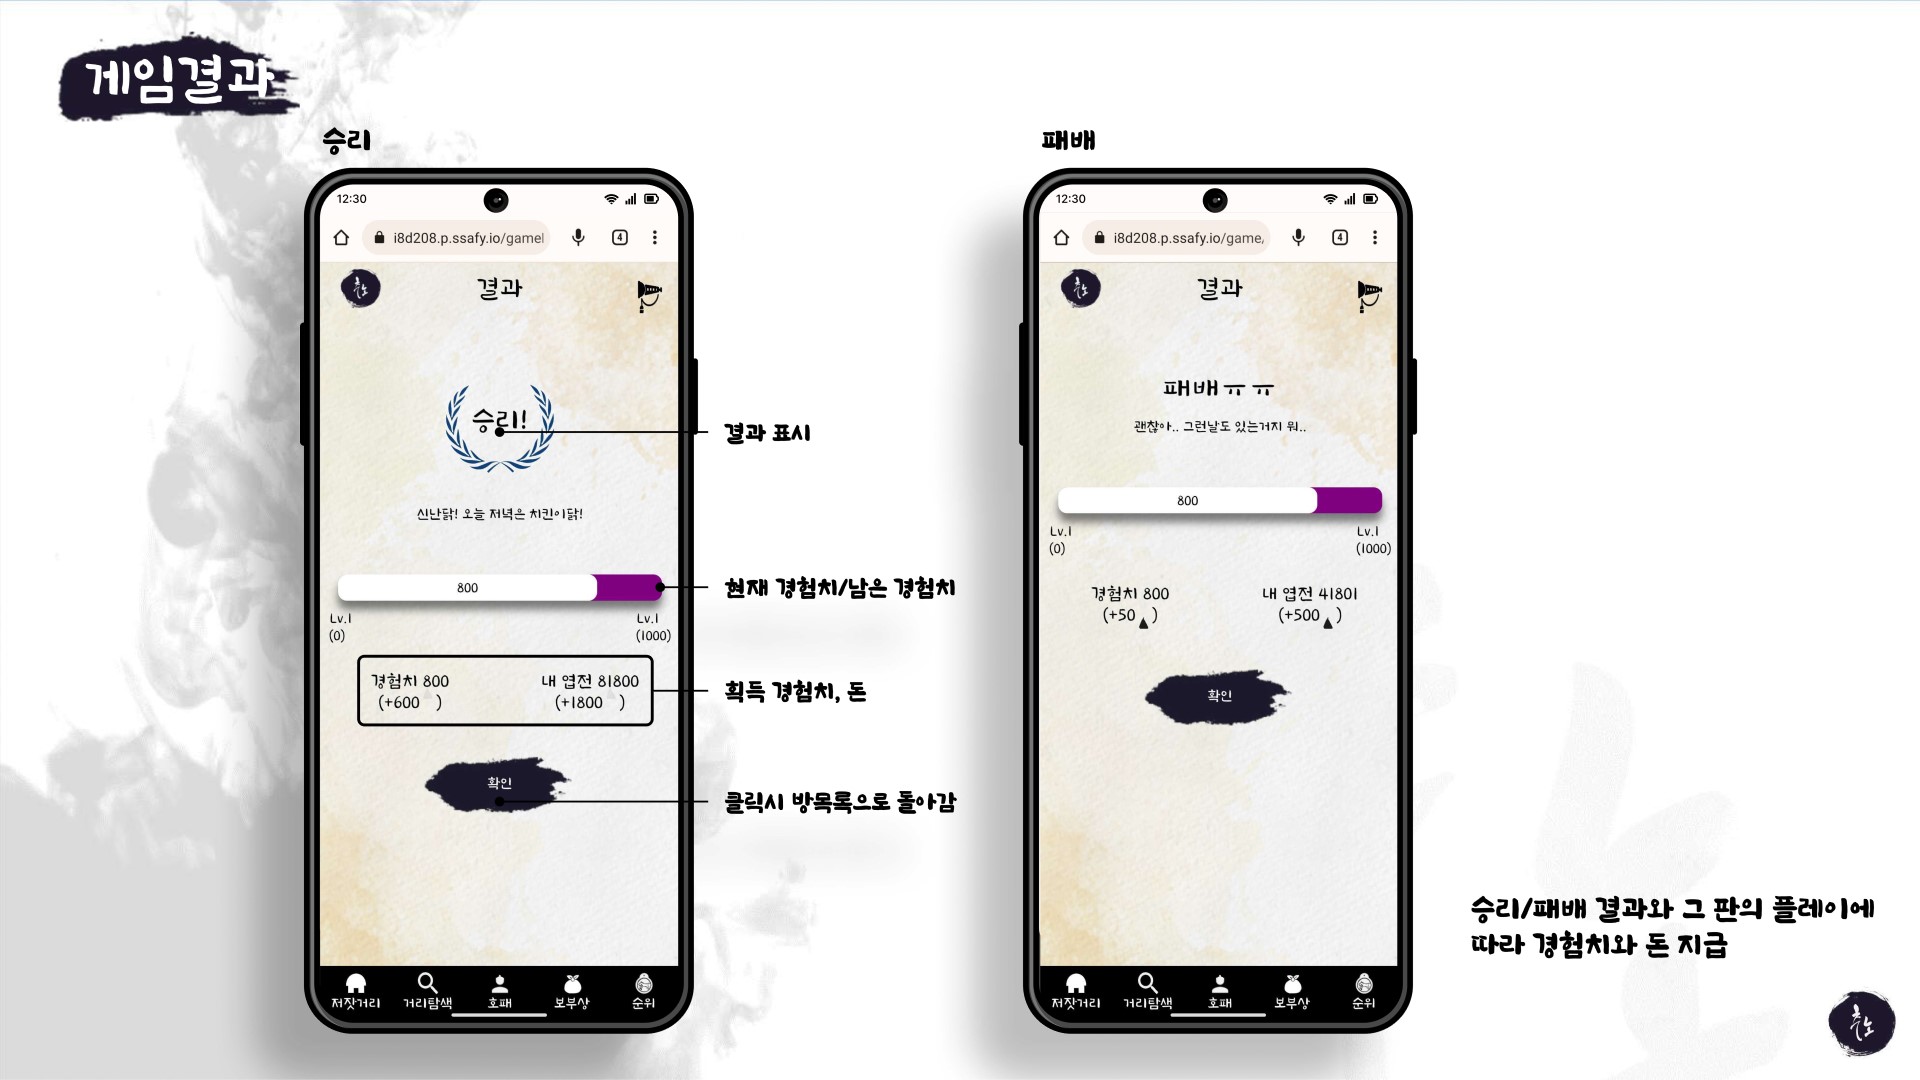 게임결과
승리
12:30
i8d208.p.ssafy.io/gamel
4
추노
결과
승리!
결과 표시
신난닭! 오늘 저녁은 치킨이닭!
800
현재 경험치/남은 경험치
Lv.1
(0)
Lv.1
(1000)
경험치 800
(+600 )
내 엽전 81800
(+1800 )
획득 경험치, 돈
확인
클릭시 방목록으로 돌아감
저잣거리
거리탐색
호패
보부상
순위
패배
12:30
i8d208.p.ssafy.io/game/
4
추노
결과
패배ㅠㅠ
괜찮아.. 그런날도 있는거지 뭐..
800
Lv.1
(0)
Lv.1
(1000)
경험치 800
(+50▲)
내 엽전 41801
(+500▲)
확인
저잣거리
거리탐색
호패
보부상
순위
승리/패배 결과와 그 판의 플레이에
따라 경험치와 돈 지급
추노